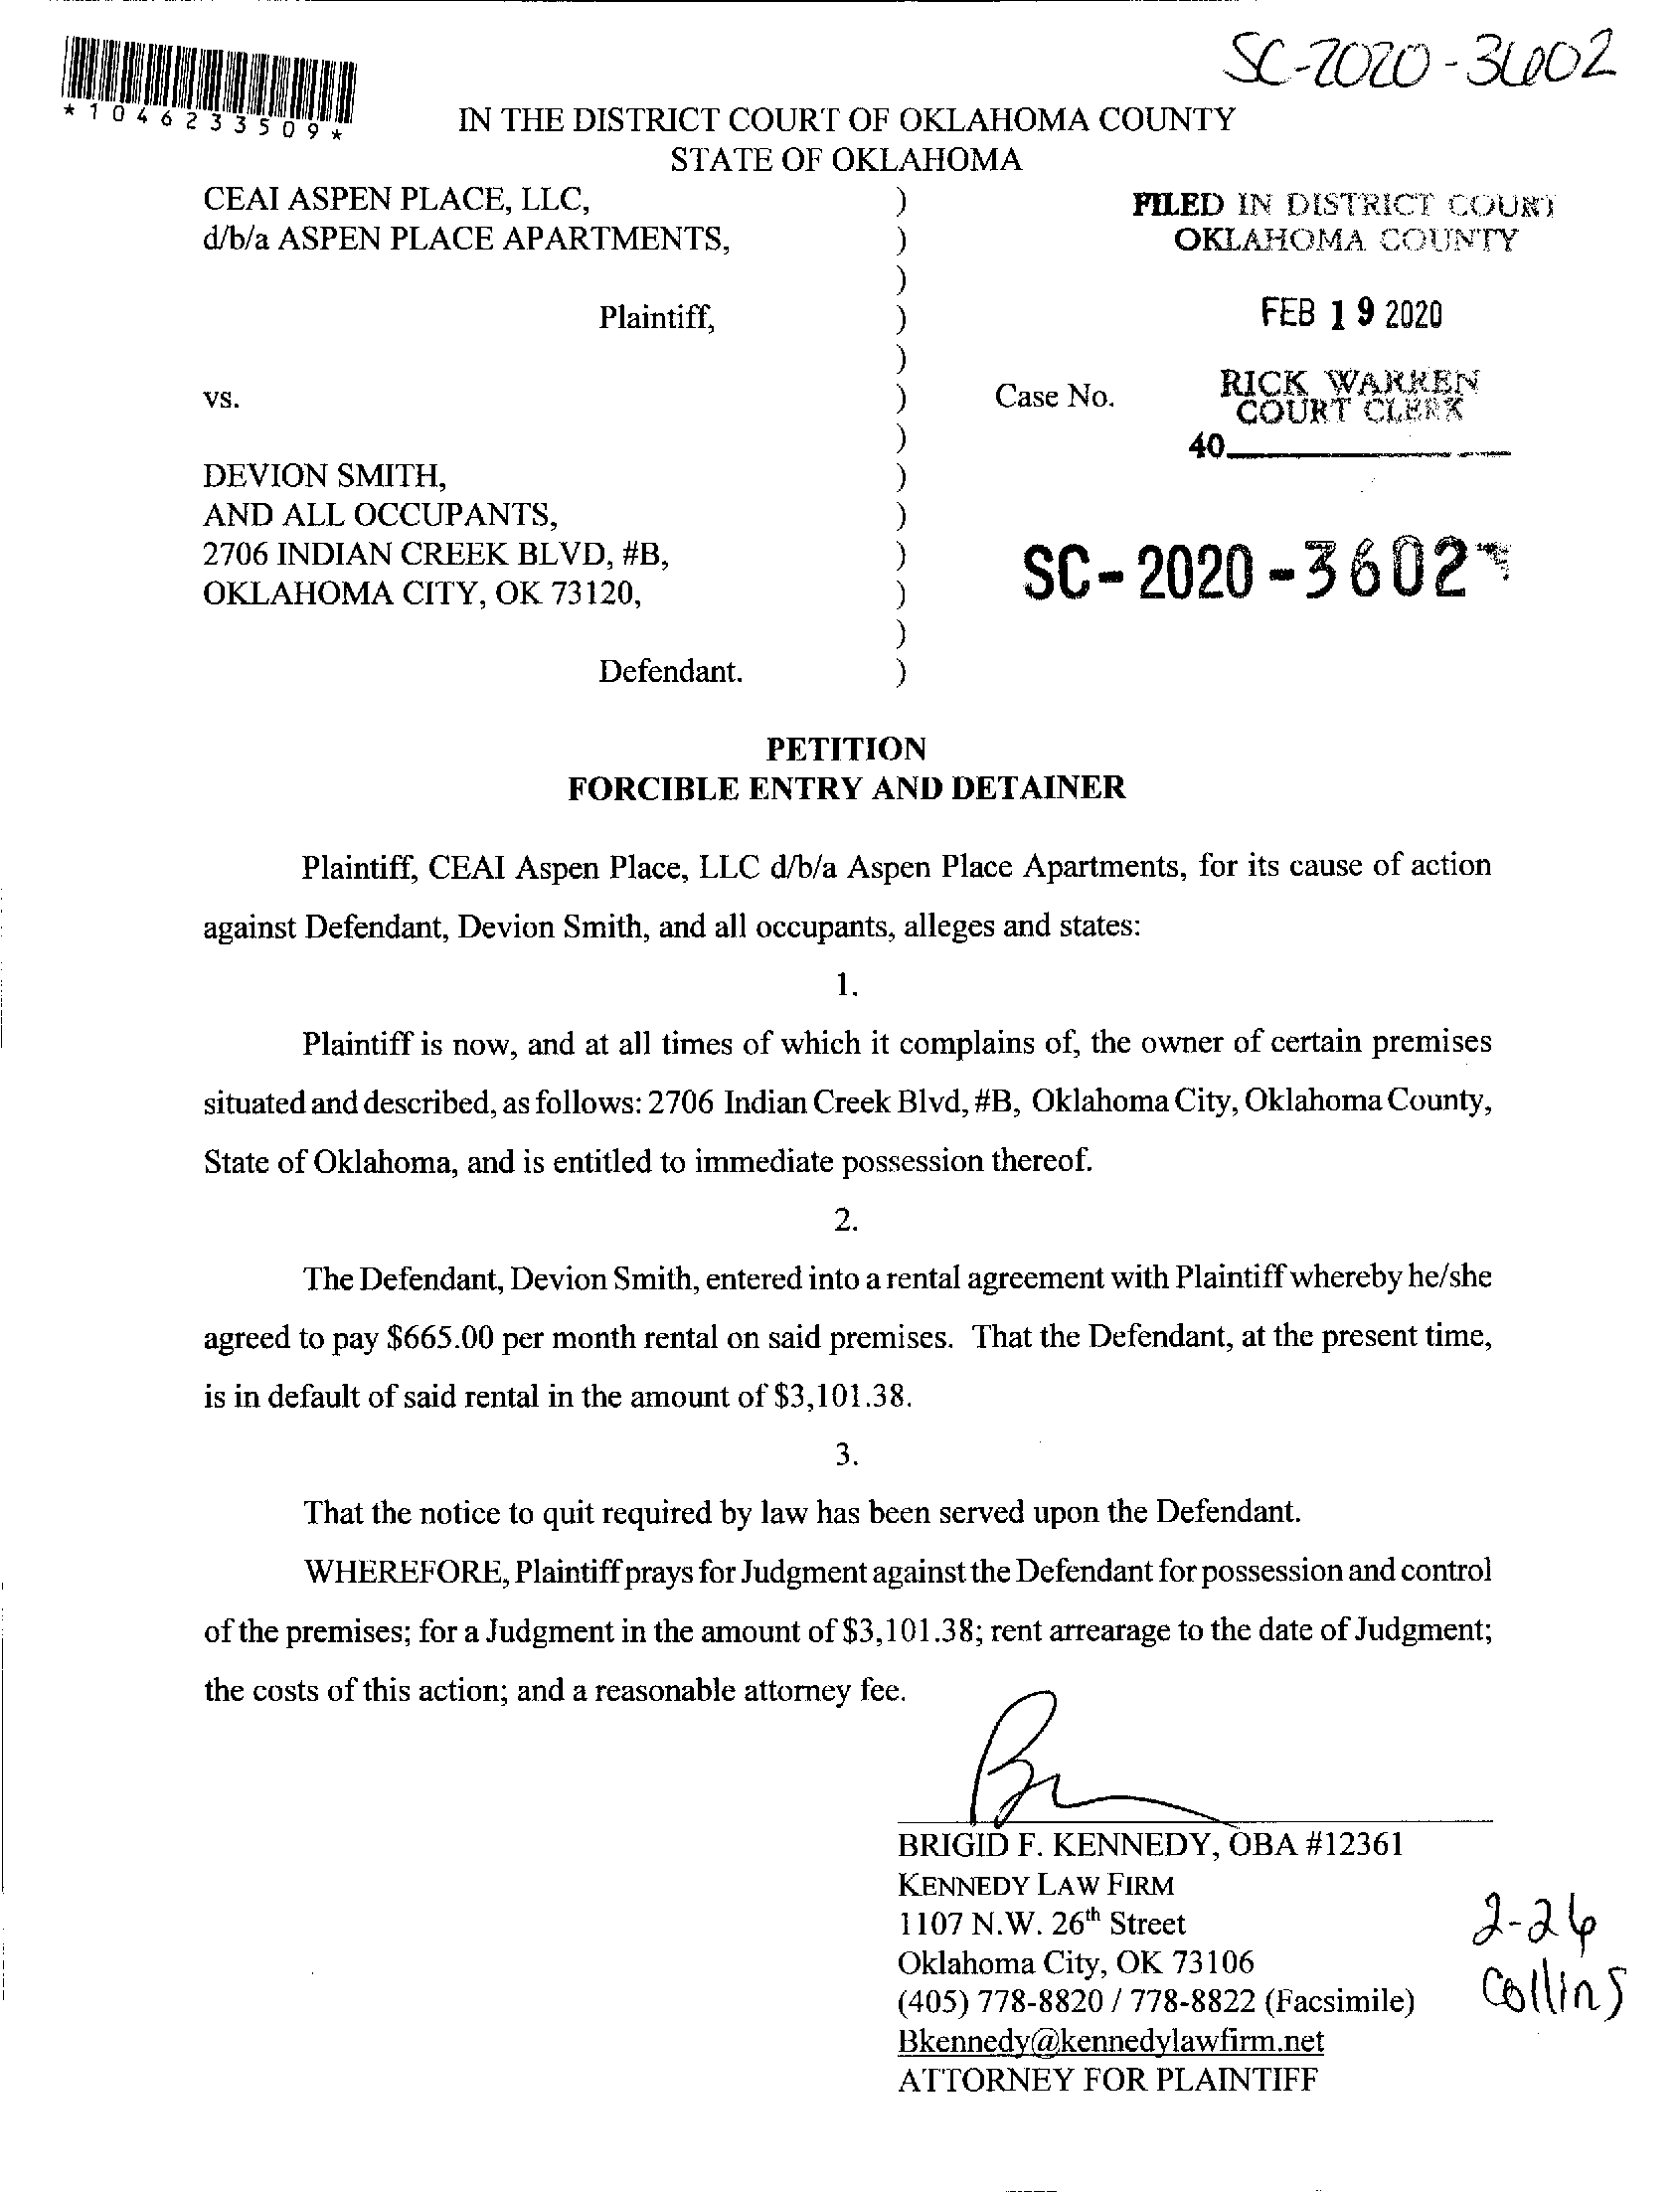 SC-2020-3602
*1046233509*
IN THE DISTRICT COURT OF OKLAHOMA COUNTY
STATE OF OKLAHOMA
CEAI ASPEN PLACE, LLC, )
d/b/a ASPEN PLACE APARTMENTS, )
)
Plaintiff, )
)
vs. ) Case No.
)
DEVION SMITH, )
AND ALL OCCUPANTS, )
2706 INDIAN CREEK BLVD, #B, )
OKLAHOMA CITY, OK 73120, )
)
Defendant. )
FILED IN DISTRICT COURT
OKLAHOMA COUNTY
FEB 19 2020
RICK WARREN
COURT CLERK
40
SC-2020-3602
PETITION
FORCIBLE ENTRY AND DETAINER
Plaintiff, CEAI Aspen Place, LLC d/b/a Aspen Place Apartments, for its cause of action
against Defendant, Devion Smith, and all occupants, alleges and states:
1.
Plaintiff is now, and at all times of which it complains of, the owner of certain premises
situated and described, as follows: 2706 Indian Creek Blvd, #B, Oklahoma City, Oklahoma County,
State of Oklahoma, and is entitled to immediate possession thereof.
2.
The Defendant, Devion Smith, entered into a rental agreement with Plaintiff whereby he/she
agreed to pay $665.00 per month rental on said premises. That the Defendant, at the present time,
is in default of said rental in the amount of $3,101.38.
3.
That the notice to quit required by law has been served upon the Defendant.
WHEREFORE, Plaintiff prays for Judgment against the Defendant for possession and control
of the premises; for a Judgment in the amount of $3,101.38; rent arrearage to the date of Judgment;
the costs of this action; and a reasonable attorney fee.
BRIGID F. KENNEDY, OBA #12361
KENNEDY LAW FIRM
1107 N.W. 26th Street
Oklahoma City, OK 73106
(405) 778-8820 / 778-8822 (Facsimile)
Bkennedy@kennedylawfirm.net
ATTORNEY FOR PLAINTIFF
2-26
Collins